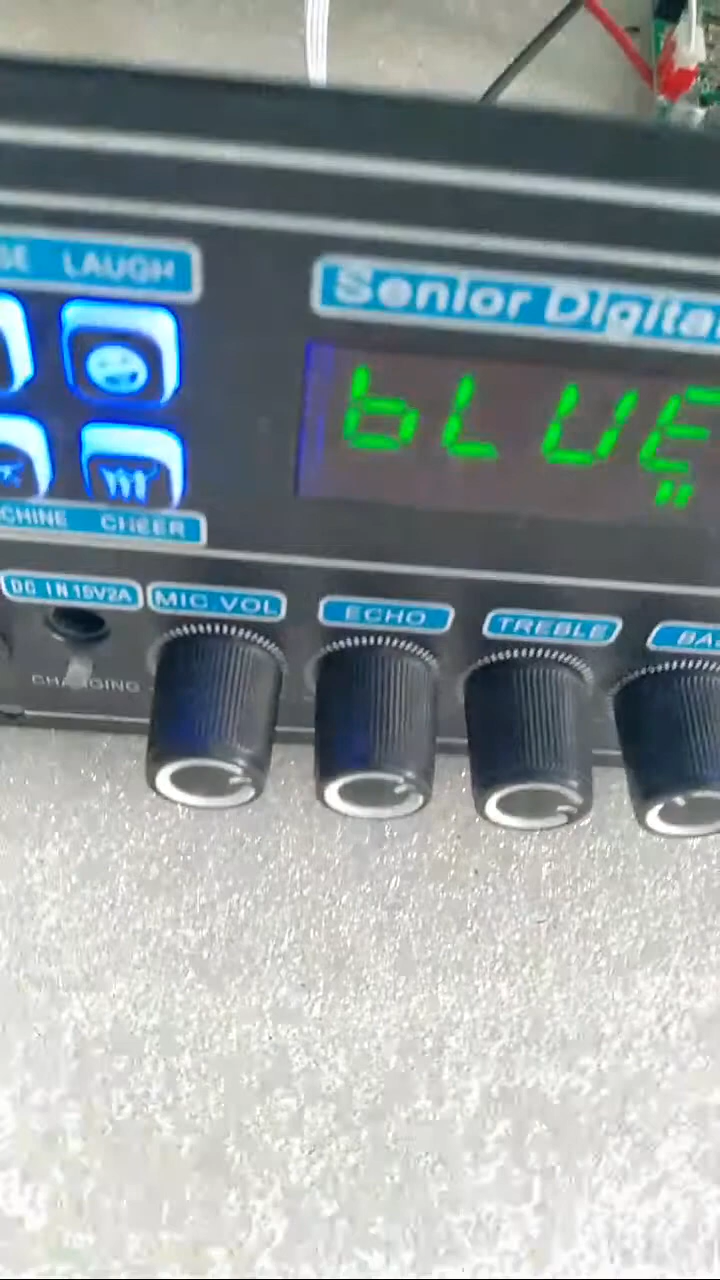 LAUGH
Senior Digital
bLUE
CHEER
DC IN 15V2A
MIC VOL
ECHO
TREBLE
CHARGING